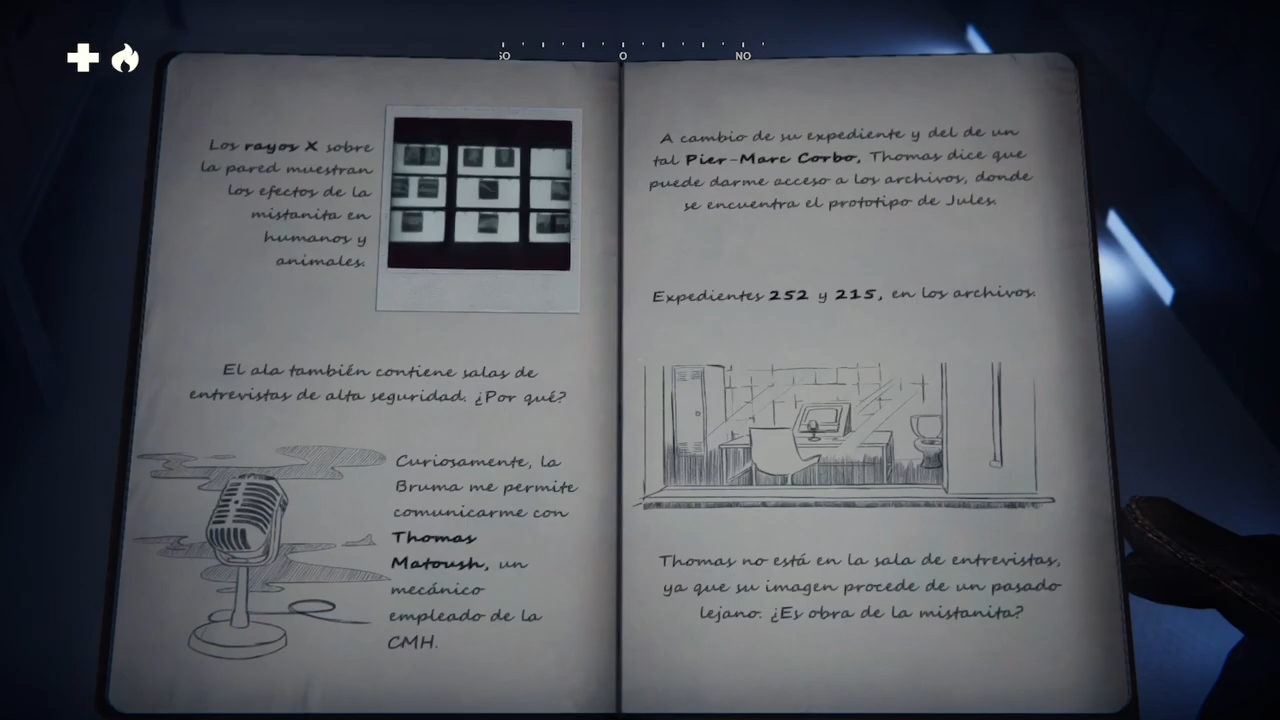 SO
O
NO
Los rayos X sobre
la pared muestran
los efectos de la
mistanita en
humanos y
animales.
El ala también contiene salas de
entrevistas de alta seguridad. ¿Por qué?
Curiosamente, la
Bruma me permite
comunicarme con
Thomas
Matoush, un
mecánico
empleado de la
CMH.
A cambio de su expediente y del de un
tal Pier-Marc Corbo, Thomas dice que
puede darme acceso a los archivos, donde
se encuentra el prototipo de Jules.
Expedientes 252 y 215, en los archivos.
Thomas no está en la sala de entrevistas,
ya que su imagen procede de un pasado
lejano. ¿Es obra de la mistanita?